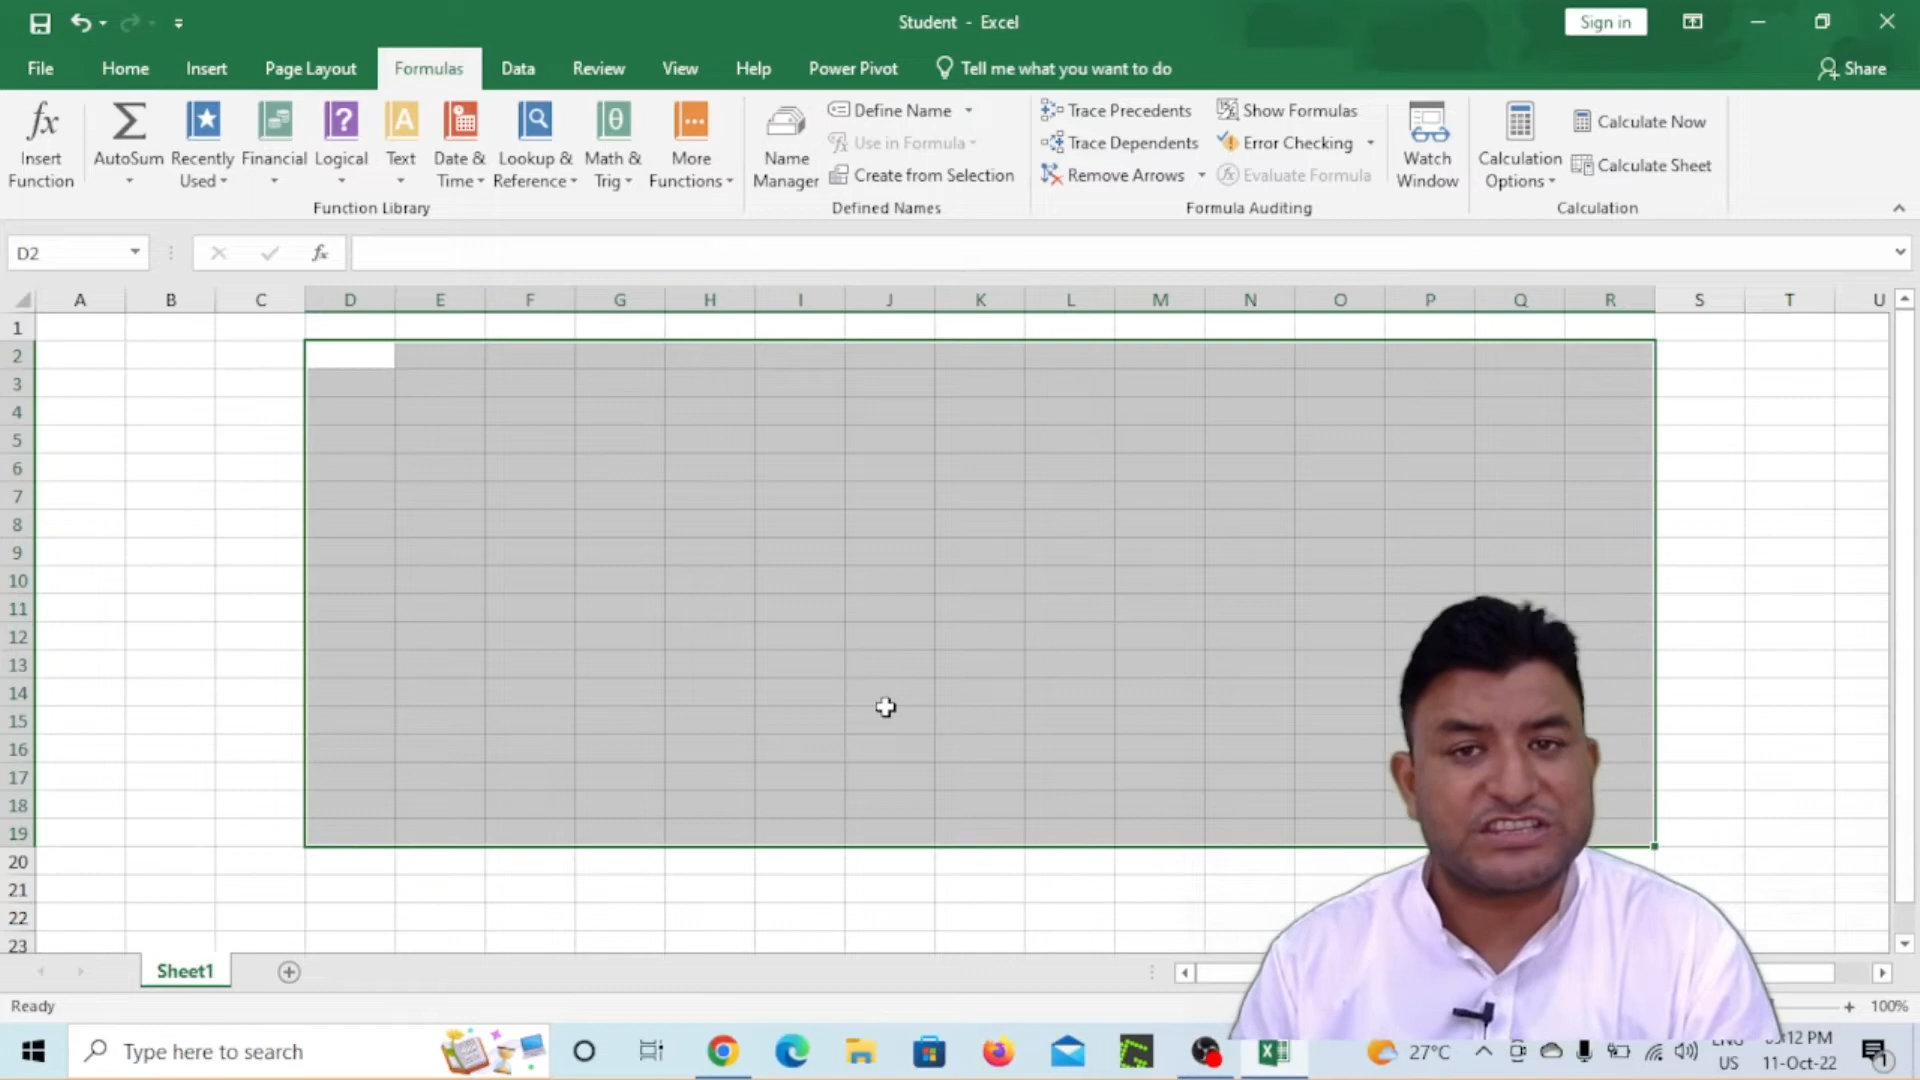 Student - Excel
Sign in
File Home Insert Page Layout Formulas Data Review View Help Power Pivot Tell me what you want to do Share
Insert Function
AutoSum
Recently Used
Financial
Logical
Text
Date & Time
Lookup & Reference
Math & Trig
More Functions
Function Library
Name Manager
Define Name
Use in Formula
Create from Selection
Defined Names
Trace Precedents
Trace Dependents
Remove Arrows
Show Formulas
Error Checking
Evaluate Formula
Formula Auditing
Watch Window
Calculation Options
Calculate Now
Calculate Sheet
Calculation
D2
fx
A B C D E F G H I J K L M N O P Q R S T U
1
2
3
4
5
6
7
8
9
10
11
12
13
14
15
16
17
18
19
20
21
22
23
Sheet1
Ready
100%
Type here to search
27°C
US
11-Oct-22